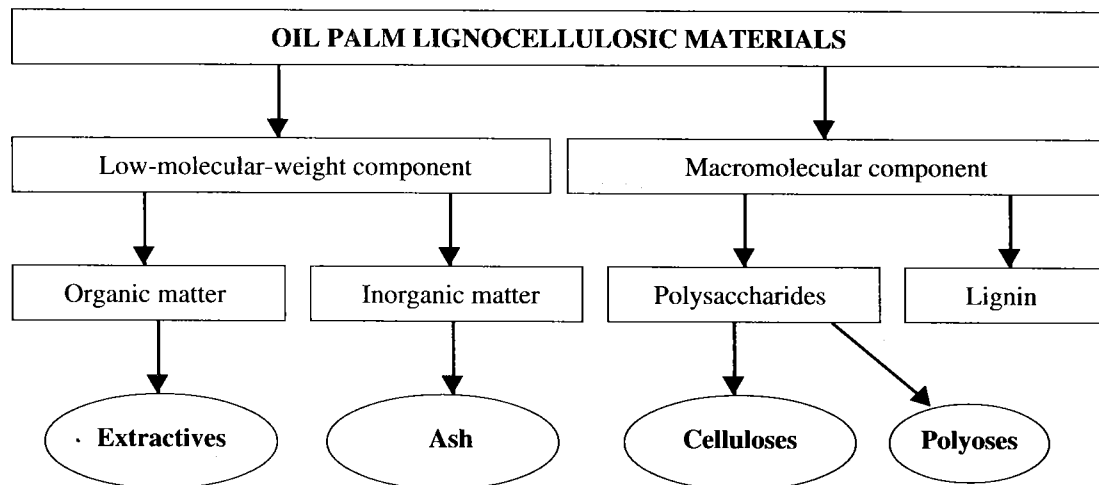 OIL PALM LIGNOCELLULOSIC MATERIALS
Low-molecular-weight component
Macromolecular component
Organic matter
Inorganic matter
Polysaccharides
Lignin
Extractives
Ash
Celluloses
Polyoses